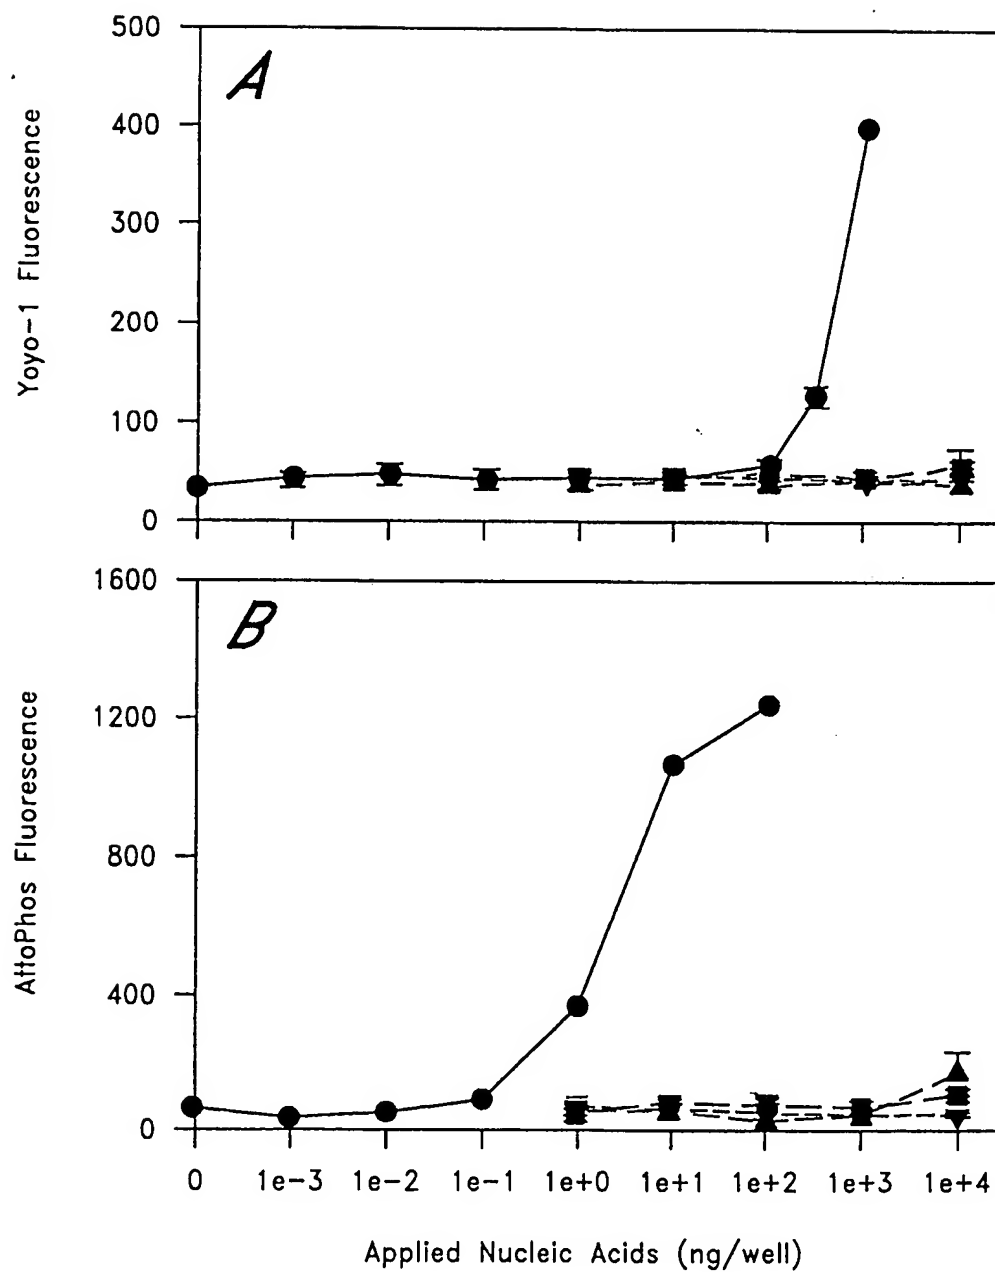 500
A
400
300
200
100
0
Yoyo-1 Fluorescence
1600
B
1200
800
400
0
AttoPhos Fluorescence
0 1e-3 1e-2 1e-1 1e+0 1e+1 1e+2 1e+3 1e+4
Applied Nucleic Acids (ng/well)